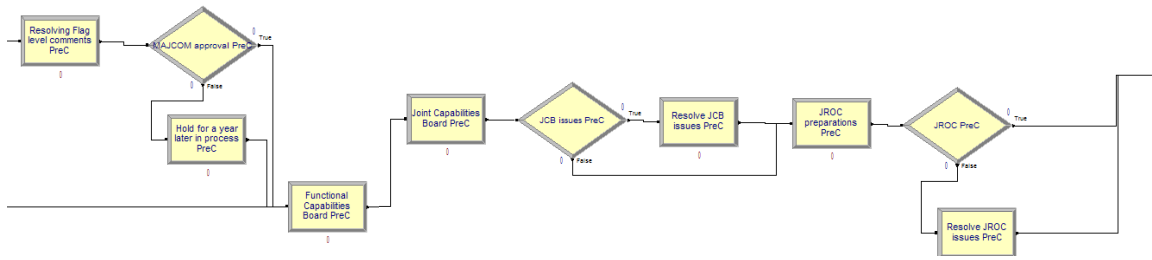 Resolving Flag
level comments
PreC
0
MAJCOM approval PreC
0
True
0
False
Hold for a year
later in process
PreC
0
Functional
Capabilities
Board PreC
0
Joint Capabilities
Board PreC
0
JCB issues PreC
0
True
0
False
Resolve JCB
issues PreC
0
JROC
preparations
PreC
0
JROC PreC
0
True
0
False
Resolve JROC
issues PreC
0